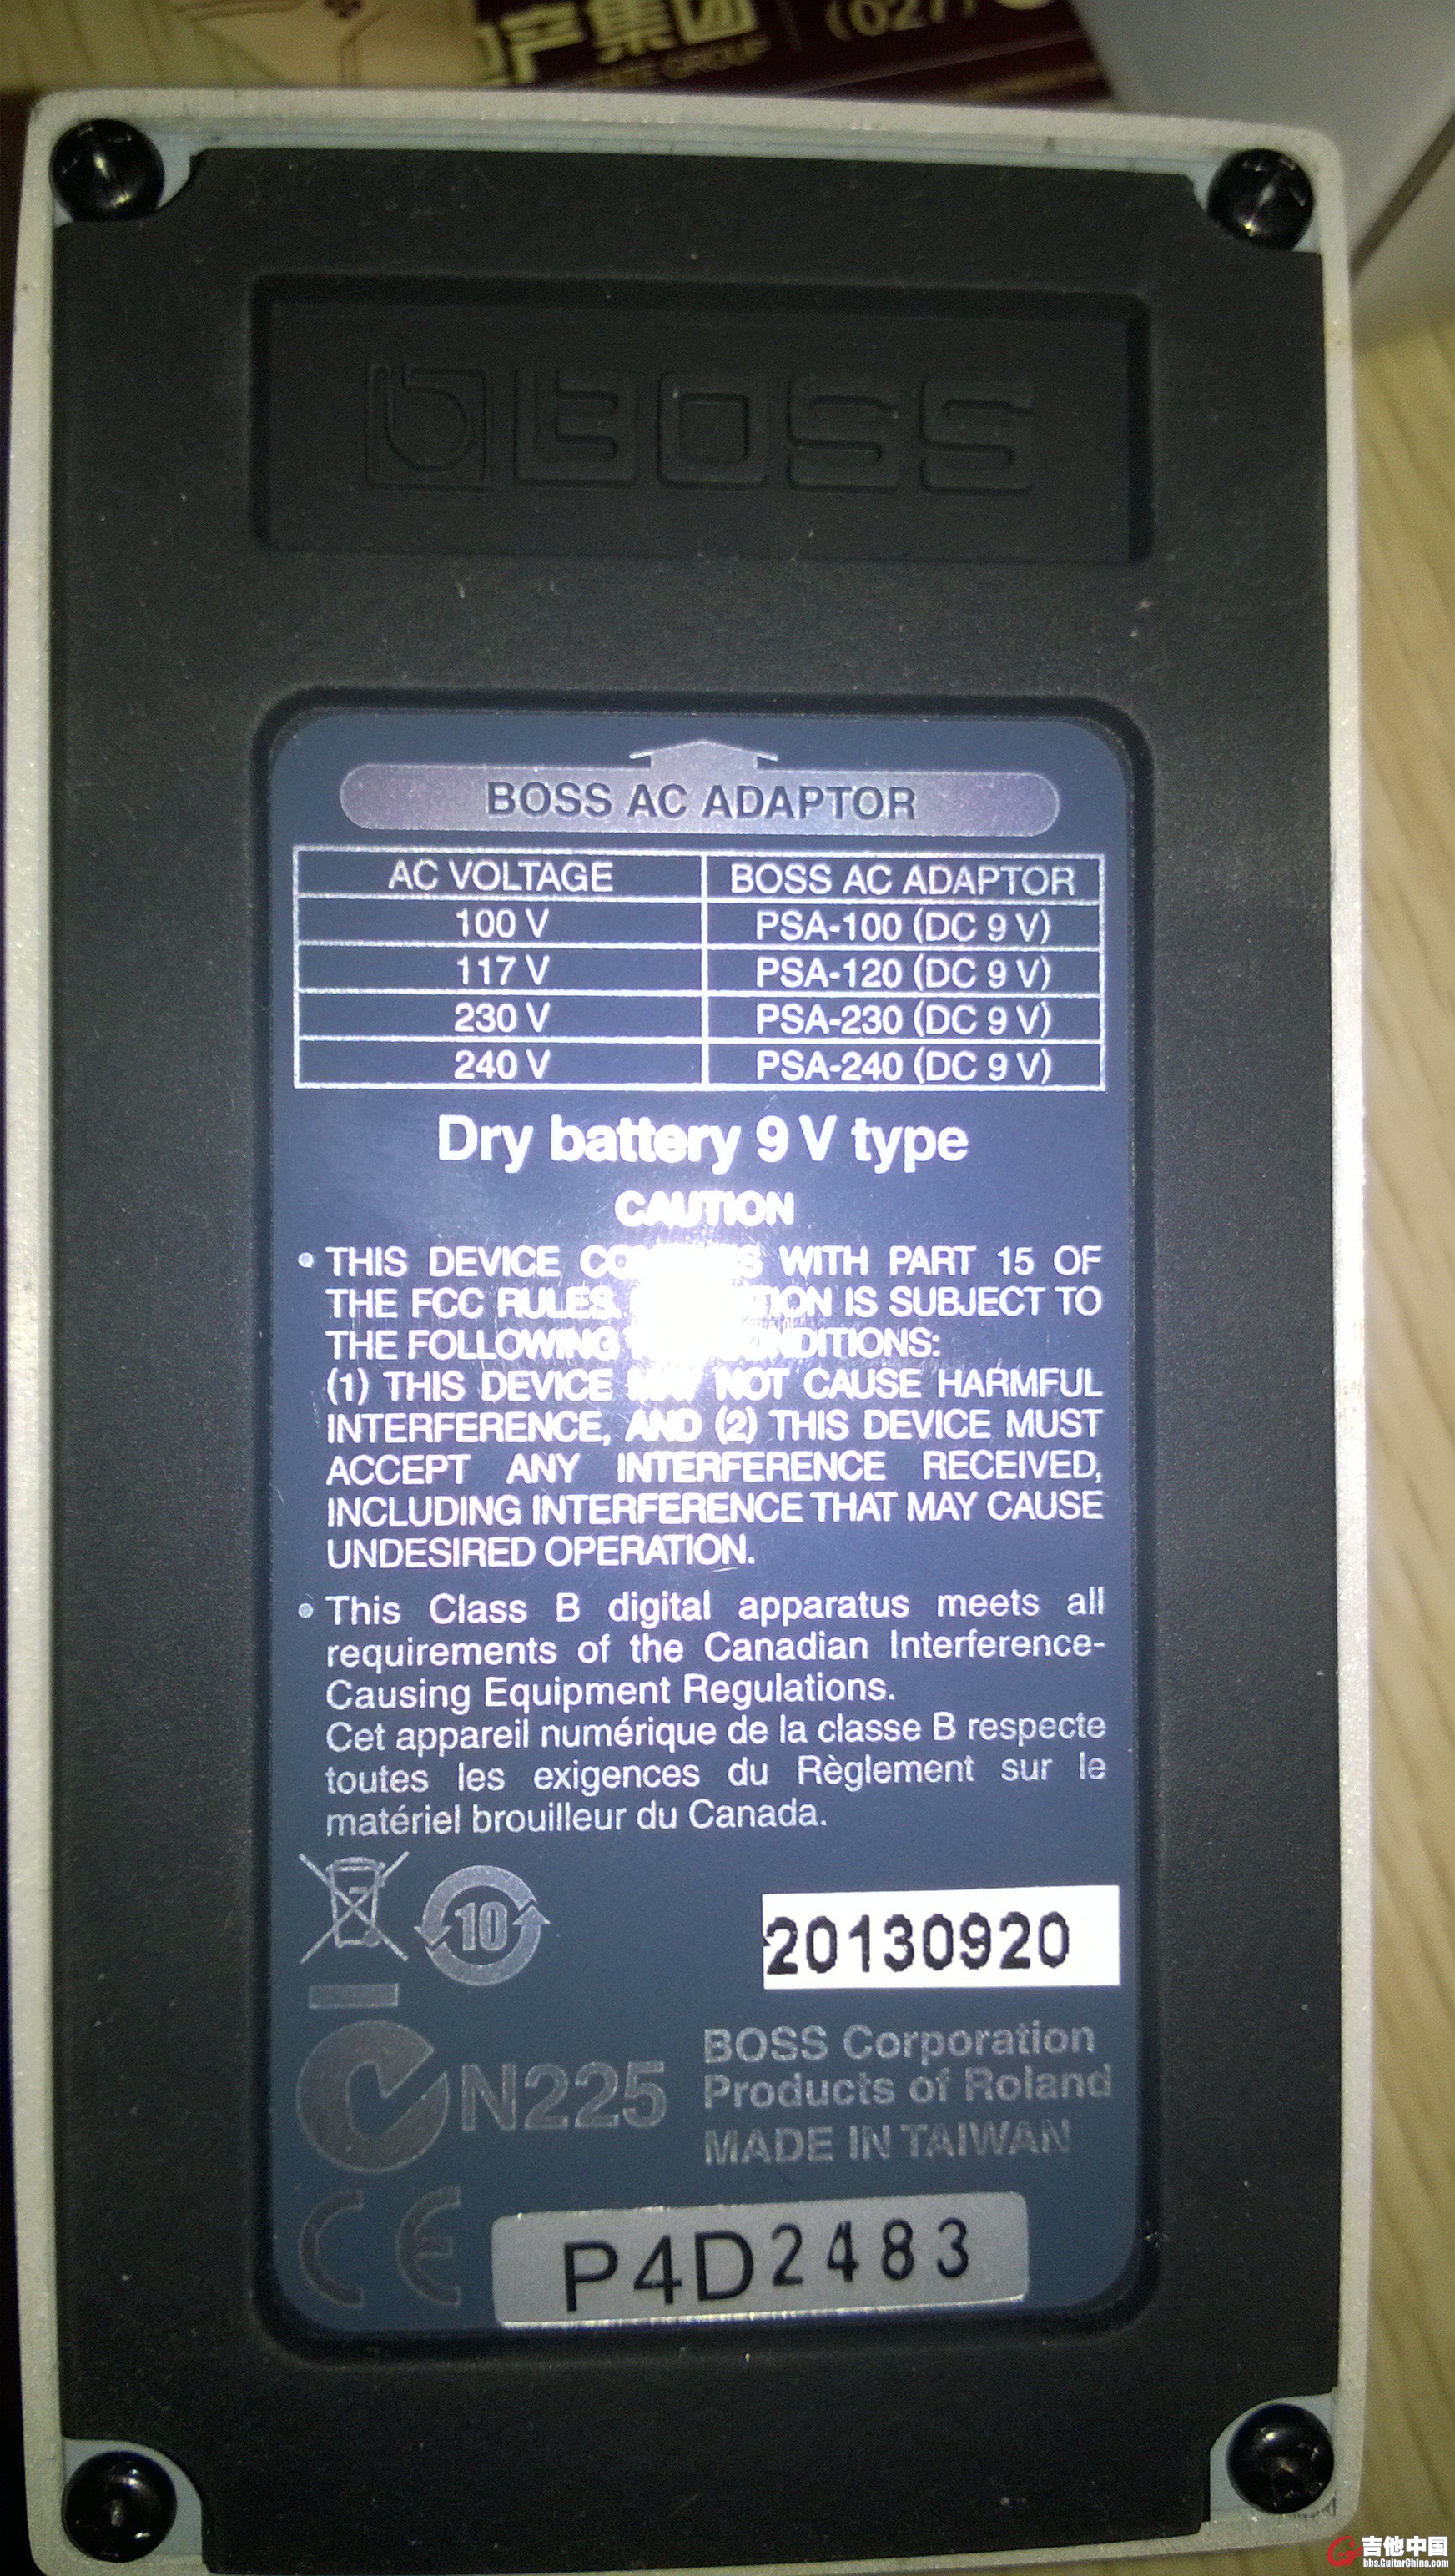 产集团
GROUP
BOSS
BOSS AC ADAPTOR
AC VOLTAGE BOSS AC ADAPTOR
100 V PSA-100 (DC 9 V)
117 V PSA-120 (DC 9 V)
230 V PSA-230 (DC 9 V)
240 V PSA-240 (DC 9 V)
Dry battery 9 V type
CAUTION
• THIS DEVICE WITH PART 15 OF
THE FCC RULES. IS SUBJECT TO
THE FOLLOWING CONDITIONS:
(1) THIS DEVICE MAY NOT CAUSE HARMFUL
INTERFERENCE, AND (2) THIS DEVICE MUST
ACCEPT ANY INTERFERENCE RECEIVED,
INCLUDING INTERFERENCE THAT MAY CAUSE
UNDESIRED OPERATION.
• This Class B digital apparatus meets all
requirements of the Canadian Interference-
Causing Equipment Regulations.
Cet appareil numérique de la classe B respecte
toutes les exigences du Règlement sur le
matériel brouilleur du Canada.
10
20130920
N225
BOSS Corporation
Products of Roland
MADE IN TAIWAN
CE
P4D2483
吉他中国
bbs.GuitarChina.com